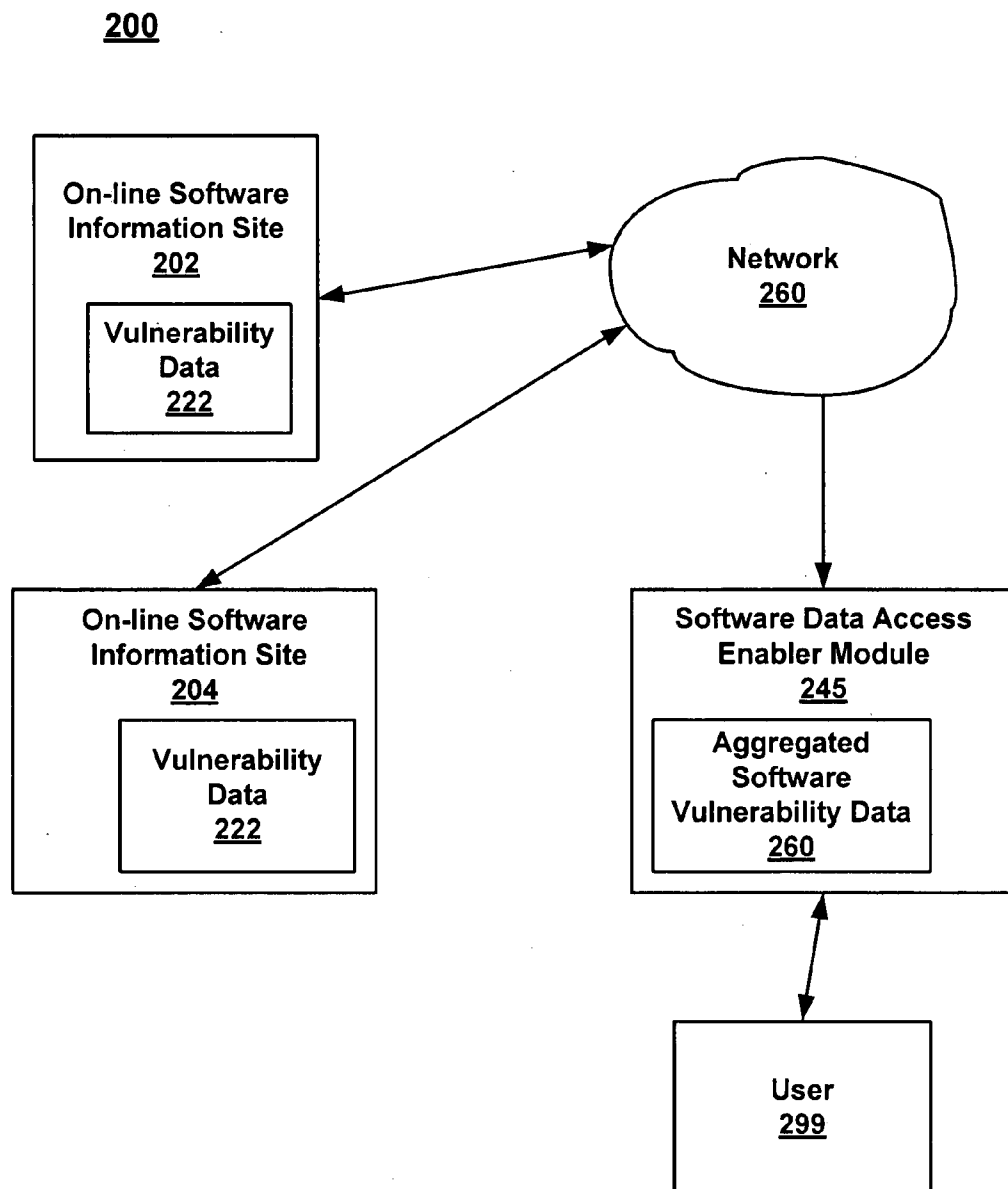 200
On-line Software
Information Site
202
Vulnerability
Data
222
Network
260
On-line Software
Information Site
204
Vulnerability
Data
222
Software Data Access
Enabler Module
245
Aggregated
Software
Vulnerability Data
260
User
299